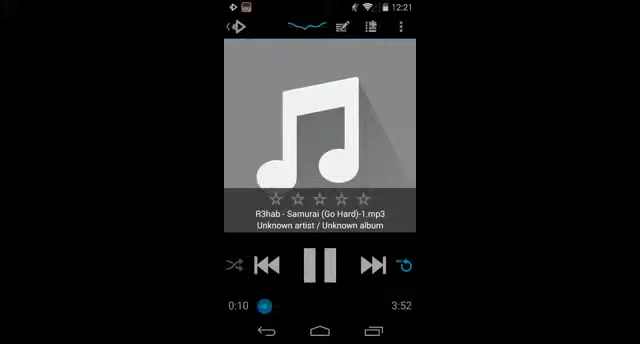 12:21
R3hab - Samurai (Go Hard)-1.mp3
Unknown artist / Unknown album
0:10
3:52